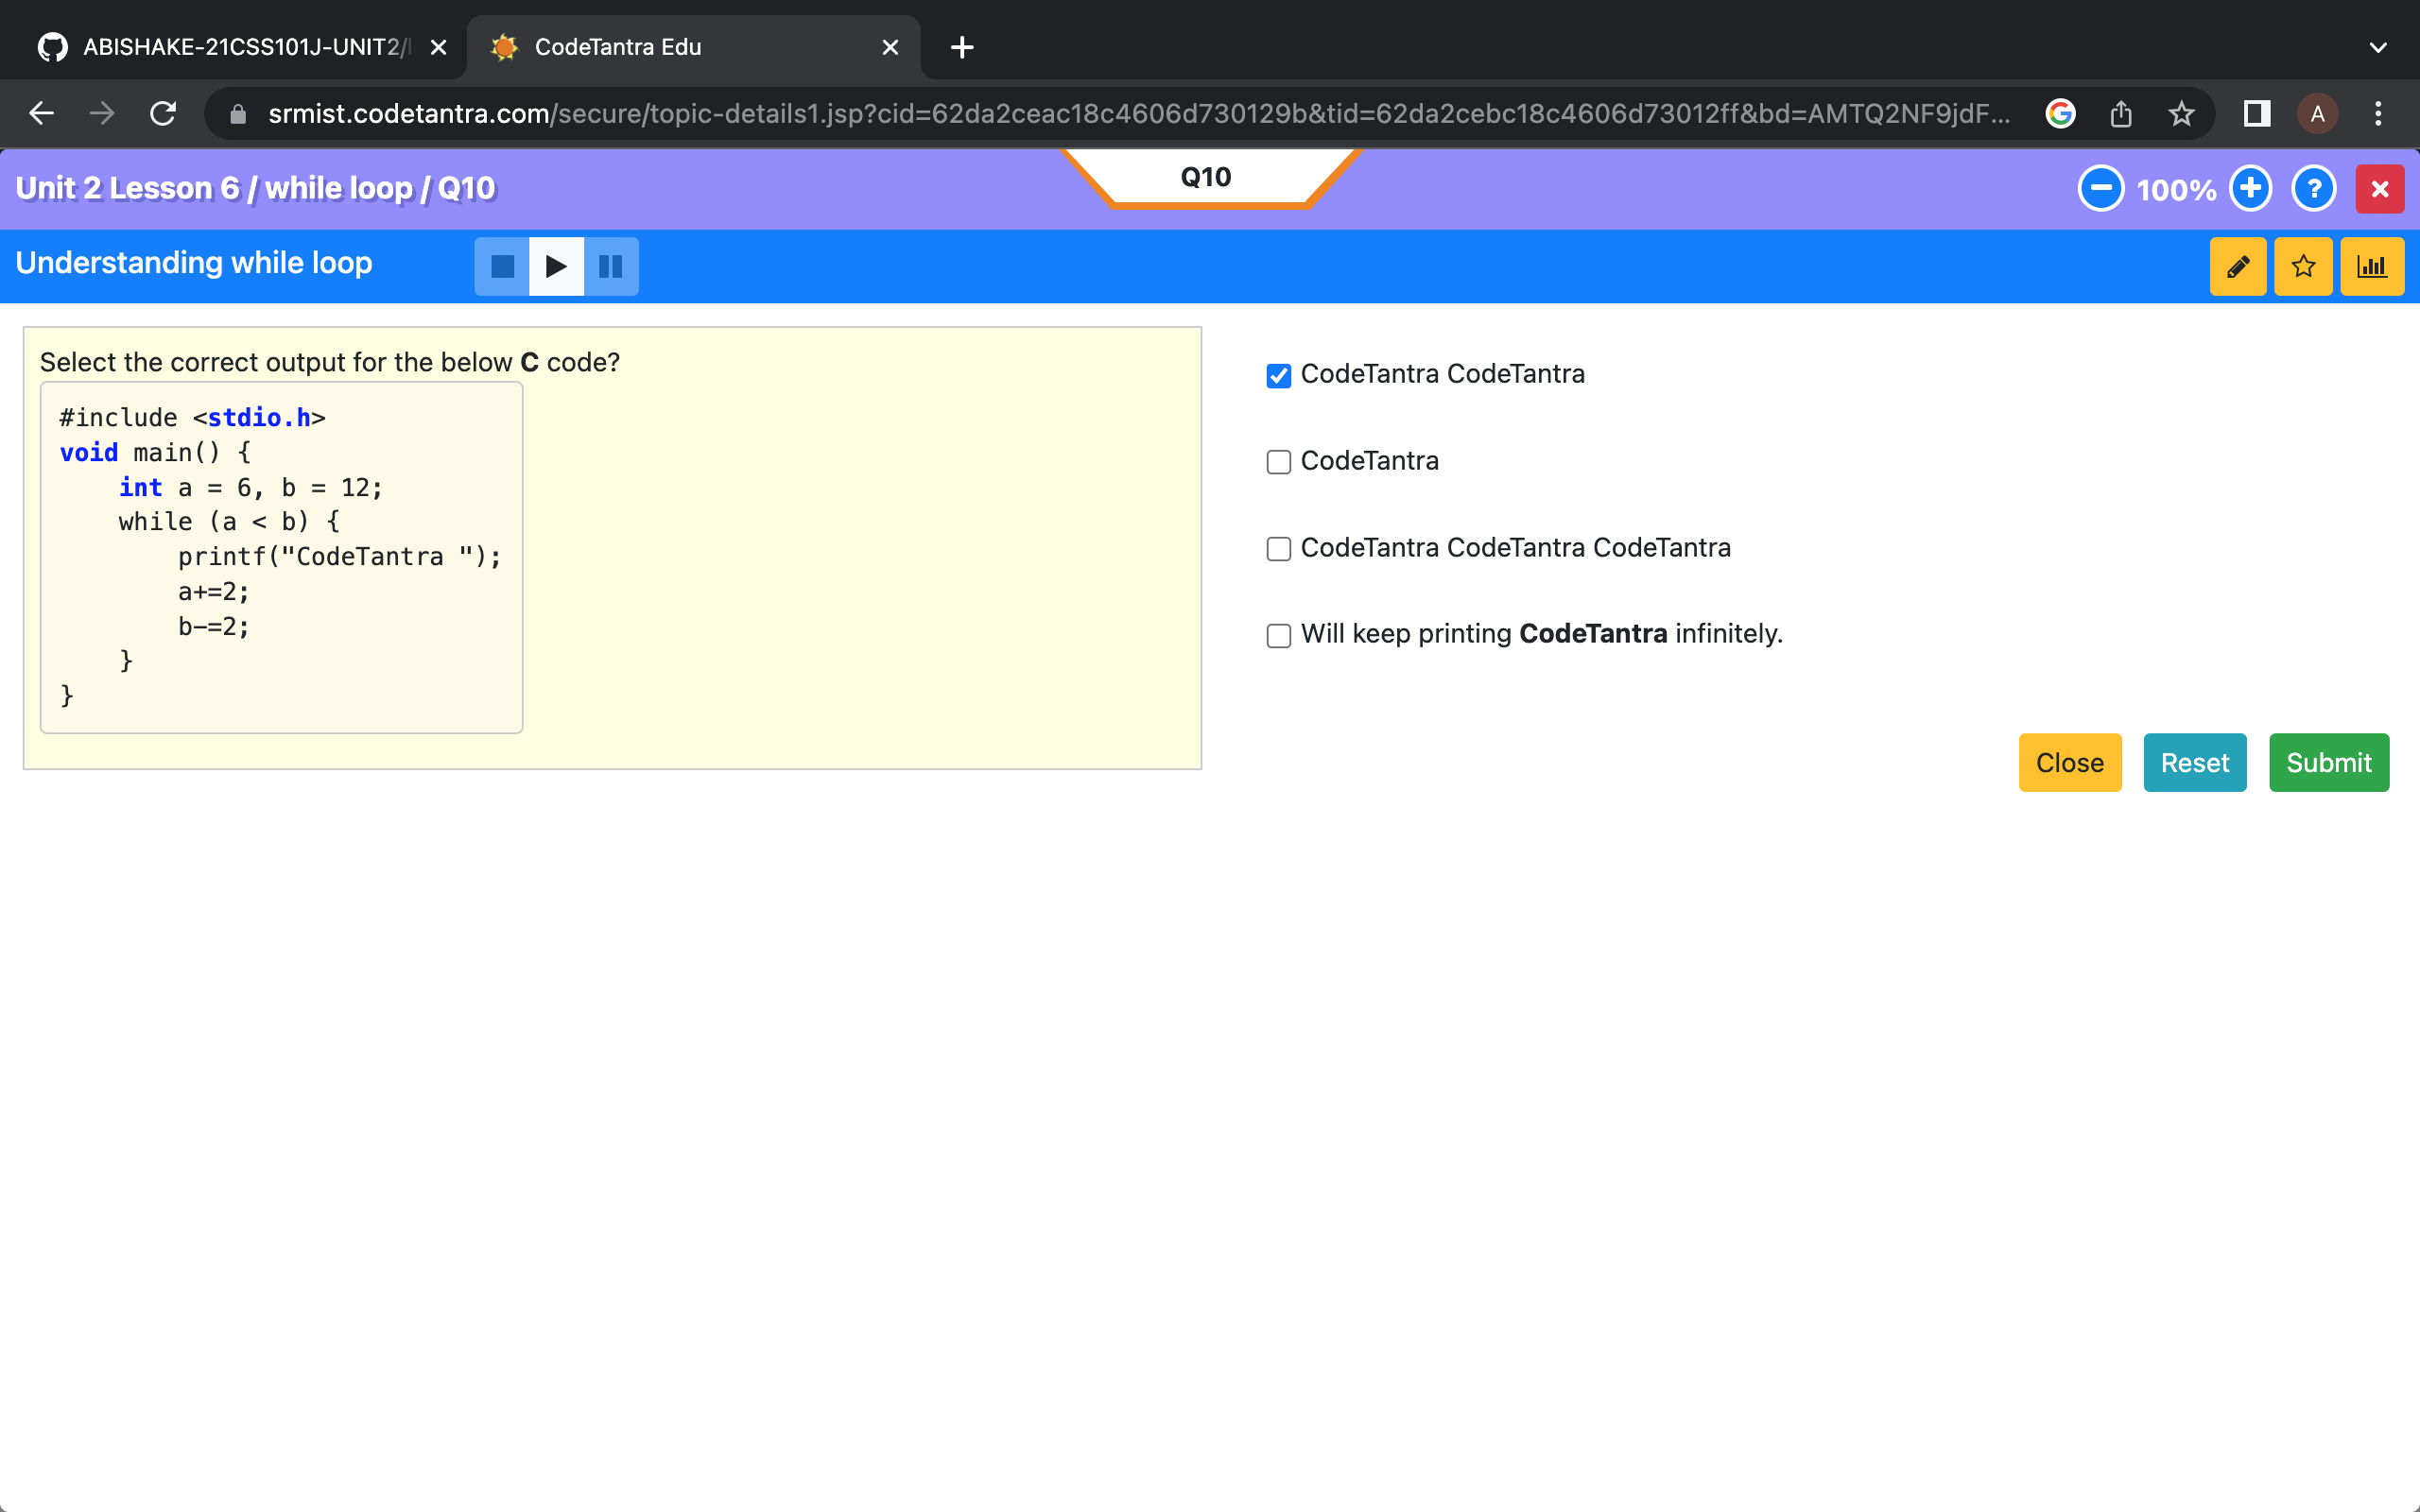 ABISHAKE-21CSS101J-UNIT2/
CodeTantra Edu
srmist.codetantra.com/secure/topic-details1.jsp?cid=62da2ceac18c4606d730129b&tid=62da2cebc18c4606d73012ff&bd=AMTQ2NF9jdF...
A
Unit 2 Lesson 6 / while loop / Q10
Q10
100%
?
Understanding while loop
Select the correct output for the below C code?
#include <stdio.h>
void main() {
    int a = 6, b = 12;
    while (a < b) {
        printf("CodeTantra ");
        a+=2;
        b-=2;
    }
}
CodeTantra CodeTantra
CodeTantra
CodeTantra CodeTantra CodeTantra
Will keep printing CodeTantra infinitely.
Close
Reset
Submit